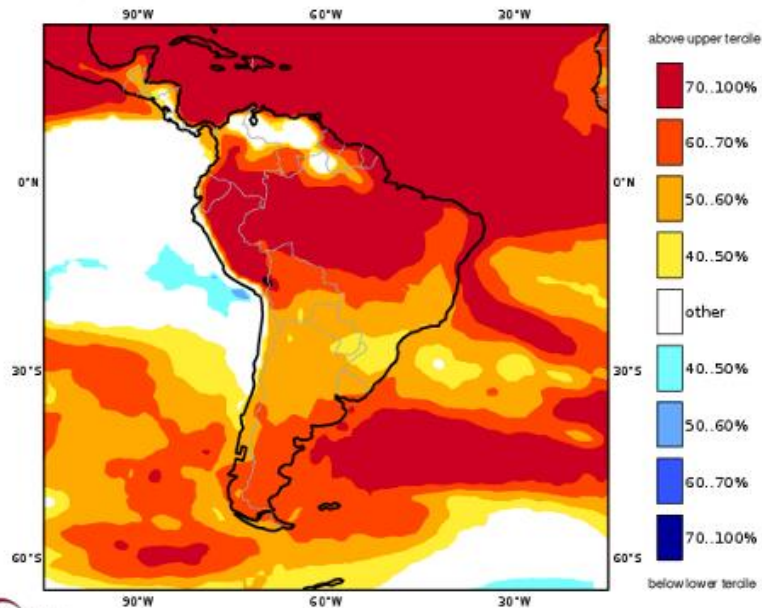 90°W 60°W 30°W
above upper tercile
70..100%
60..70%
0°N 0°N
50..60%
40..50%
other
30°S 30°S
40..50%
50..60%
60..70%
70..100%
60°S 60°S
below lower tercile
90°W 60°W 30°W